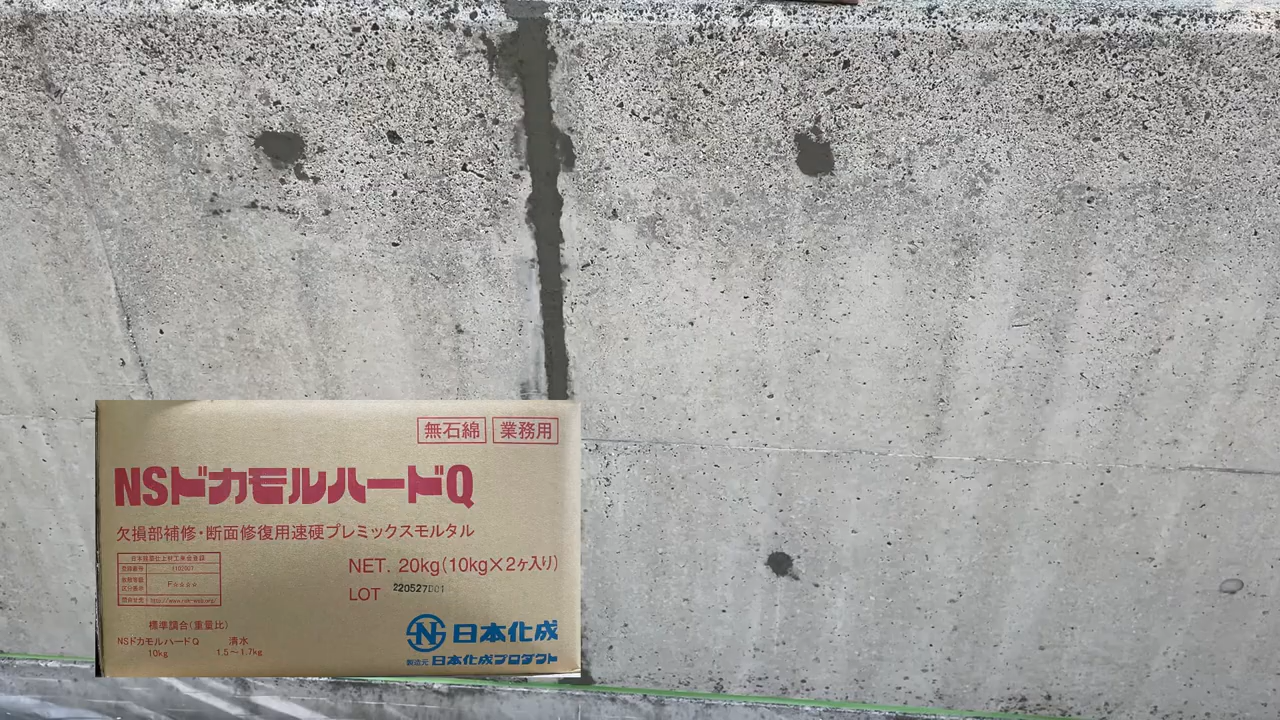 無石綿 業務用
NSドカモルハードQ
欠損部補修・断面修復用速硬プレミックスモルタル
NET. 20kg(10kg×2ヶ入り)
LOT 220527D01
F☆☆☆☆
標準調合(重量比)
NSドカモルハードQ 清水
10kg 1.5〜1.7kg
N 日本化成
製造元 日本化成プロダクト